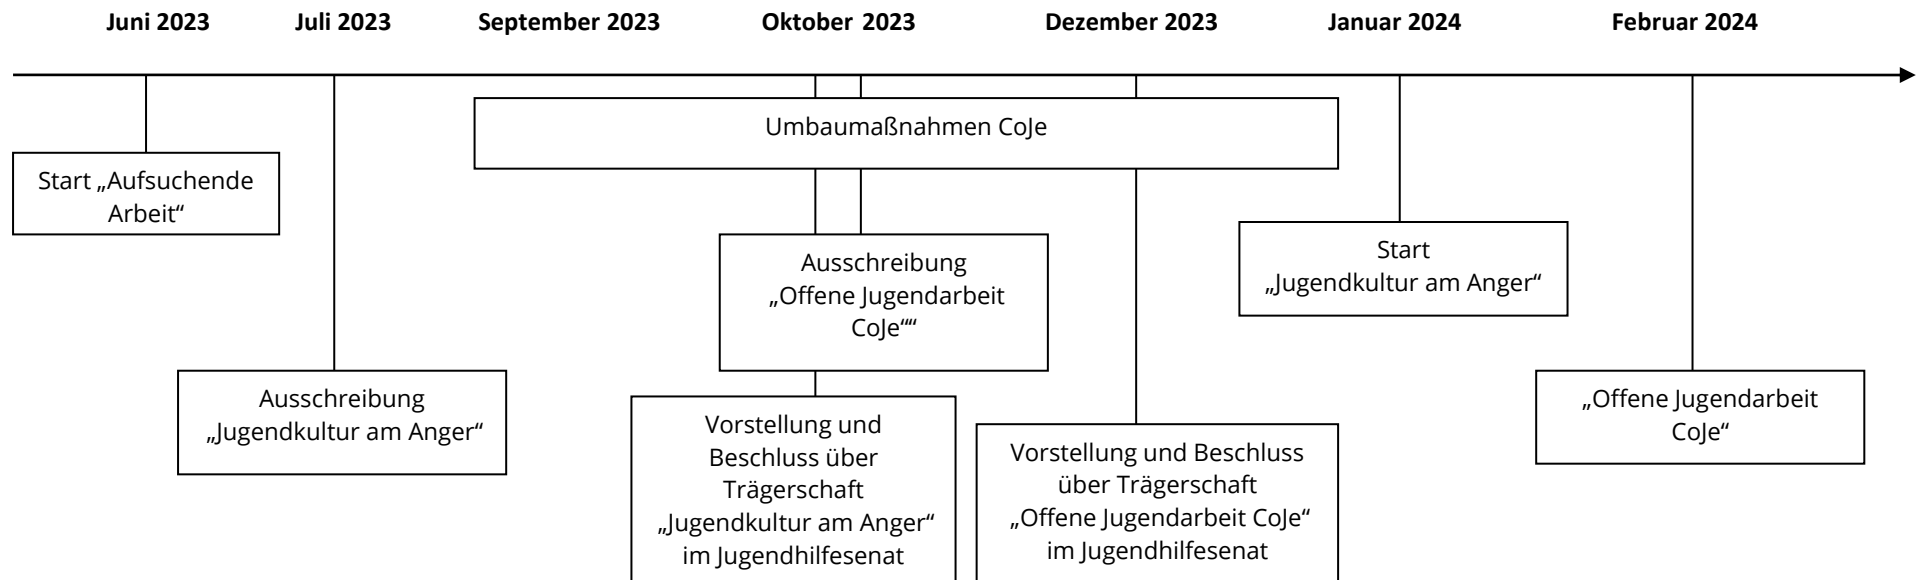 Juni 2023
Juli 2023
September 2023
Oktober 2023
Dezember 2023
Januar 2024
Februar 2024
Umbaumaßnahmen CoJe
Start „Aufsuchende
Arbeit“
Ausschreibung
„Offene Jugendarbeit
CoJe““
Start
„Jugendkultur am Anger“
Ausschreibung
„Jugendkultur am Anger“
Vorstellung und
Beschluss über
Trägerschaft
„Jugendkultur am Anger“
im Jugendhilfesenat
Vorstellung und Beschluss
über Trägerschaft
„Offene Jugendarbeit CoJe“
im Jugendhilfesenat
„Offene Jugendarbeit
CoJe“